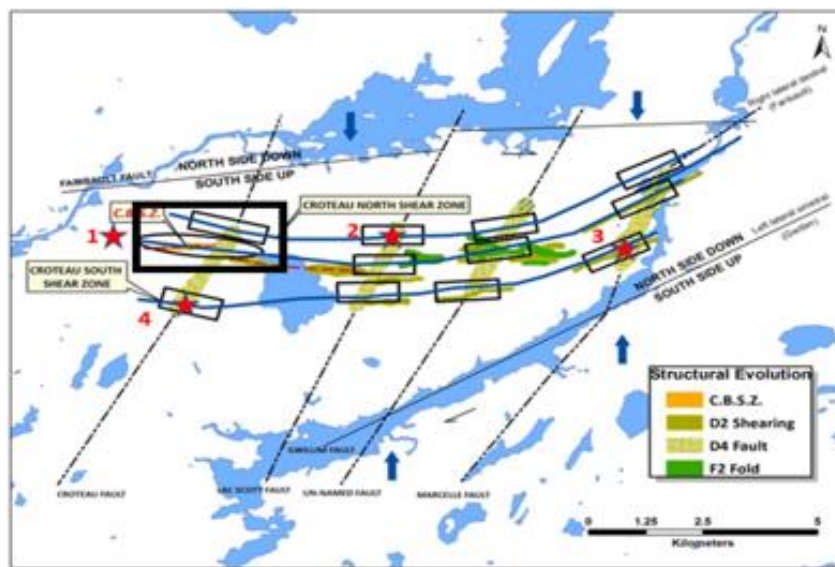 N
Right lateral dextral
(Faribault)
FARIBAULT FAULT
NORTH SIDE DOWN
SOUTH SIDE UP
C.B.S.Z.
CROTEAU NORTH SHEAR ZONE
1
2
3
CROTEAU SOUTH
SHEAR ZONE
4
Left lateral sinestral
(Gwillim)
NORTH SIDE DOWN
SOUTH SIDE UP
GWILLIM FAULT
CROTEAU FAULT
LAC SCOTT FAULT
UN-NAMED FAULT
MARCELLE FAULT
Structural Evolution
C.B.S.Z.
D2 Shearing
D4 Fault
F2 Fold
0 1.25 2.5 5
Kilometers